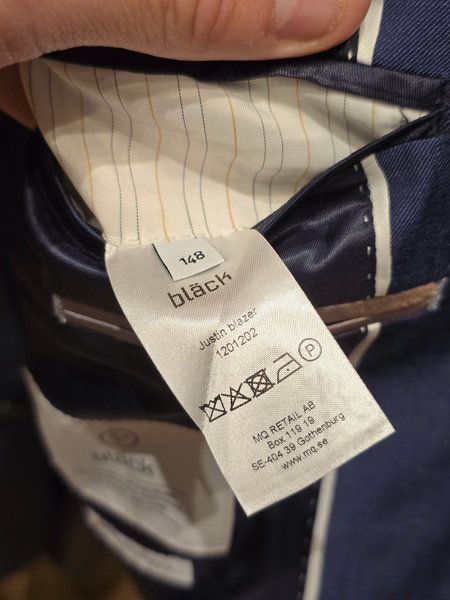 148
bläck
Justin blazer
1201202
P
MQ RETAIL AB
Box 119 19
SE-404 39 Gothenburg
www.mq.se